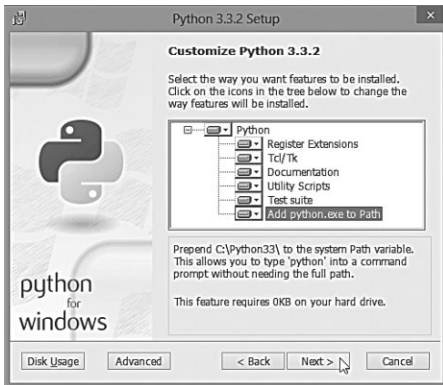 Python 3.3.2 Setup
×
Customize Python 3.3.2
Select the way you want features to be installed.
Click on the icons in the tree below to change the
way features will be installed.
Python
Register Extensions
Tcl/Tk
Documentation
Utility Scripts
Test suite
Add python.exe to Path
Prepend C:\Python33\ to the system Path variable.
This allows you to type 'python' into a command
prompt without needing the full path.
This feature requires 0KB on your hard drive.
python
for
windows
Disk Usage
Advanced
< Back
Next >
Cancel